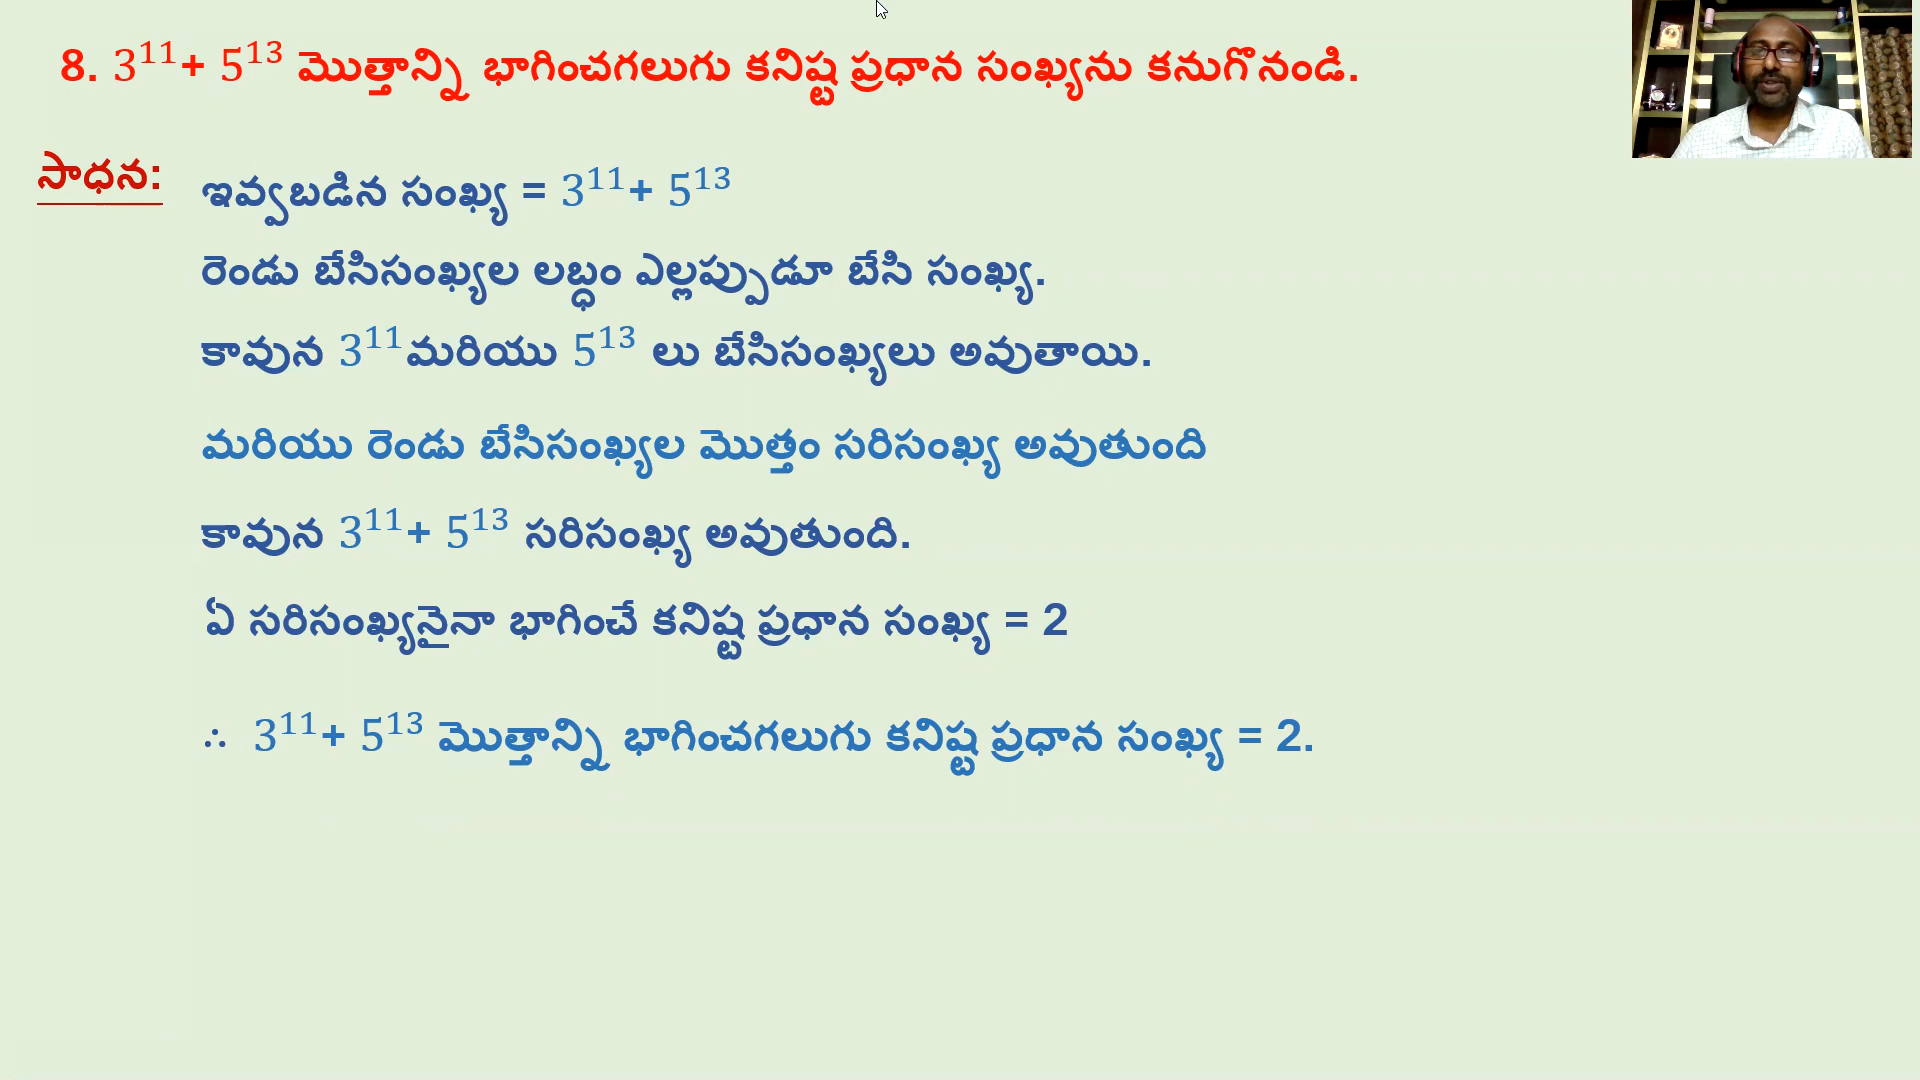 8. 3¹¹+ 5¹³ మొత్తాన్ని భాగించగలుగు కనిష్ట ప్రధాన సంఖ్యను కనుగొనండి.
సాధన:
ఇవ్వబడిన సంఖ్య = 3¹¹+ 5¹³
రెండు బేసిసంఖ్యల లబ్ధం ఎల్లప్పుడూ బేసి సంఖ్య.
కావున 3¹¹మరియు 5¹³ లు బేసిసంఖ్యలు అవుతాయి.
మరియు రెండు బేసిసంఖ్యల మొత్తం సరిసంఖ్య అవుతుంది
కావున 3¹¹+ 5¹³ సరిసంఖ్య అవుతుంది.
ఏ సరిసంఖ్యనైనా భాగించే కనిష్ట ప్రధాన సంఖ్య = 2
∴ 3¹¹+ 5¹³ మొత్తాన్ని భాగించగలుగు కనిష్ట ప్రధాన సంఖ్య = 2.